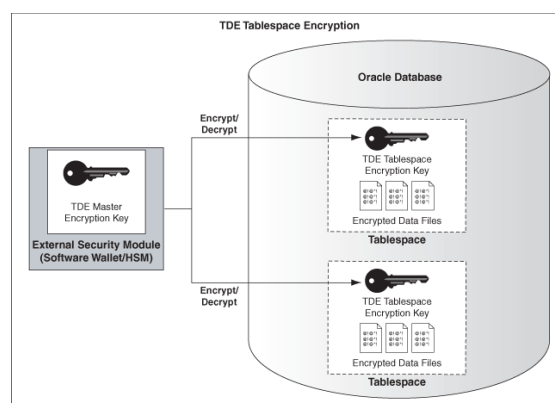 TDE Tablespace Encryption
Oracle Database
Encrypt/
Decrypt
TDE Tablespace
Encryption Key
Encrypted Data Files
Tablespace
TDE Master
Encryption Key
External Security Module
(Software Wallet/HSM)
Encrypt/
Decrypt
TDE Tablespace
Encryption Key
Encrypted Data Files
Tablespace